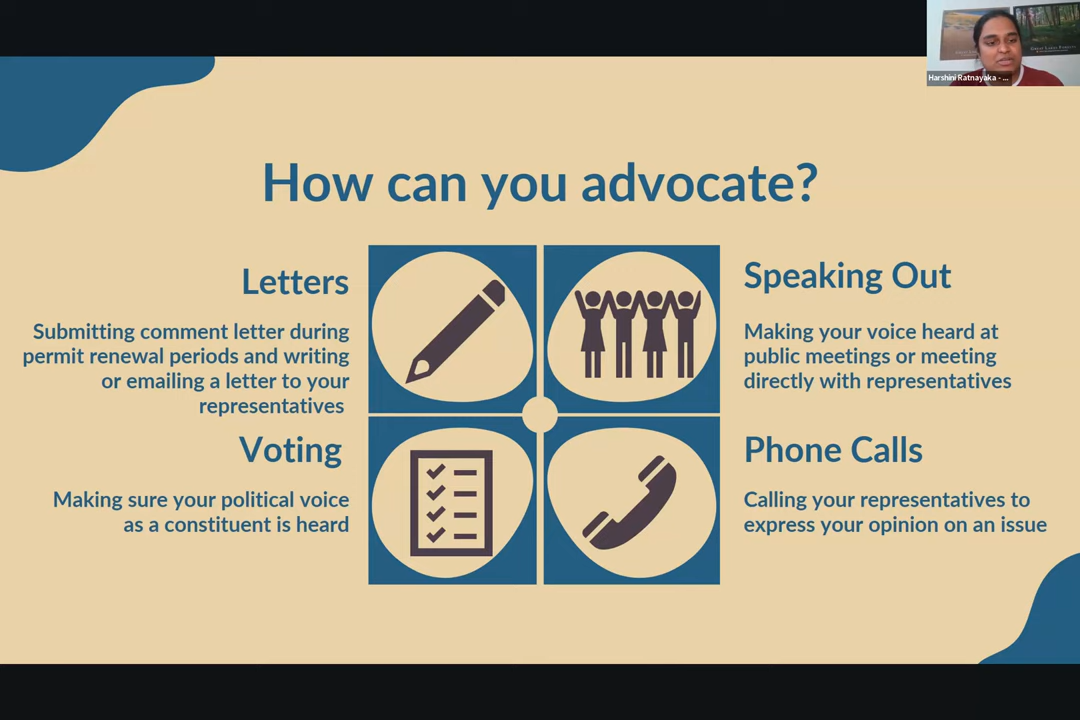 Harshini Ratnayaka - ...
How can you advocate?
Letters
Submitting comment letter during
permit renewal periods and writing
or emailing a letter to your
representatives
Speaking Out
Making your voice heard at
public meetings or meeting
directly with representatives
Voting
Making sure your political voice
as a constituent is heard
Phone Calls
Calling your representatives to
express your opinion on an issue